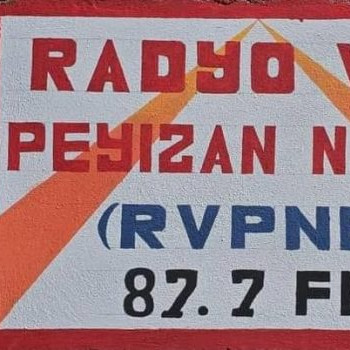 RADYO V
PEYIZAN N
(RVPN
87.7 F